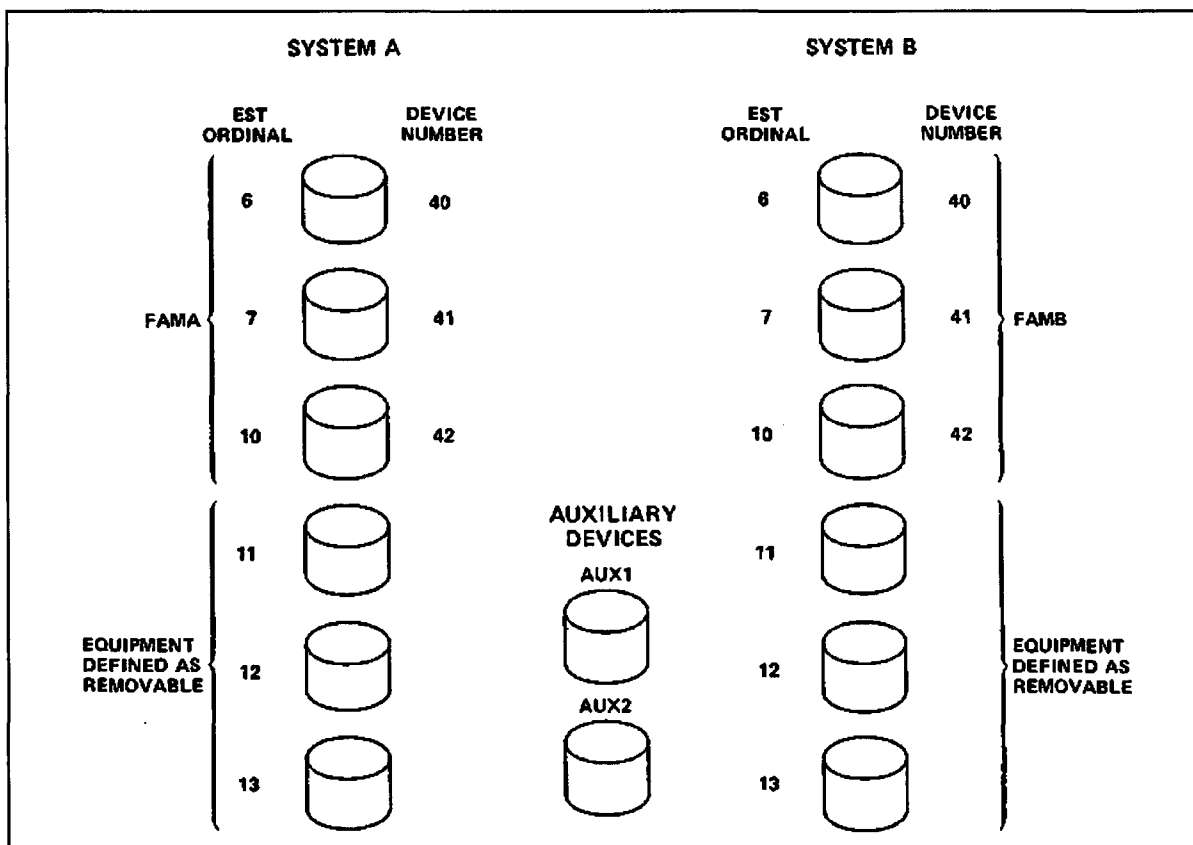 SYSTEM A
EST
ORDINAL
DEVICE
NUMBER
FAMA
6
40
7
41
10
42
EQUIPMENT
DEFINED AS
REMOVABLE
11
12
13
AUXILIARY
DEVICES
AUX1
AUX2
SYSTEM B
EST
ORDINAL
DEVICE
NUMBER
6
40
7
41
10
42
FAMB
11
12
13
EQUIPMENT
DEFINED AS
REMOVABLE